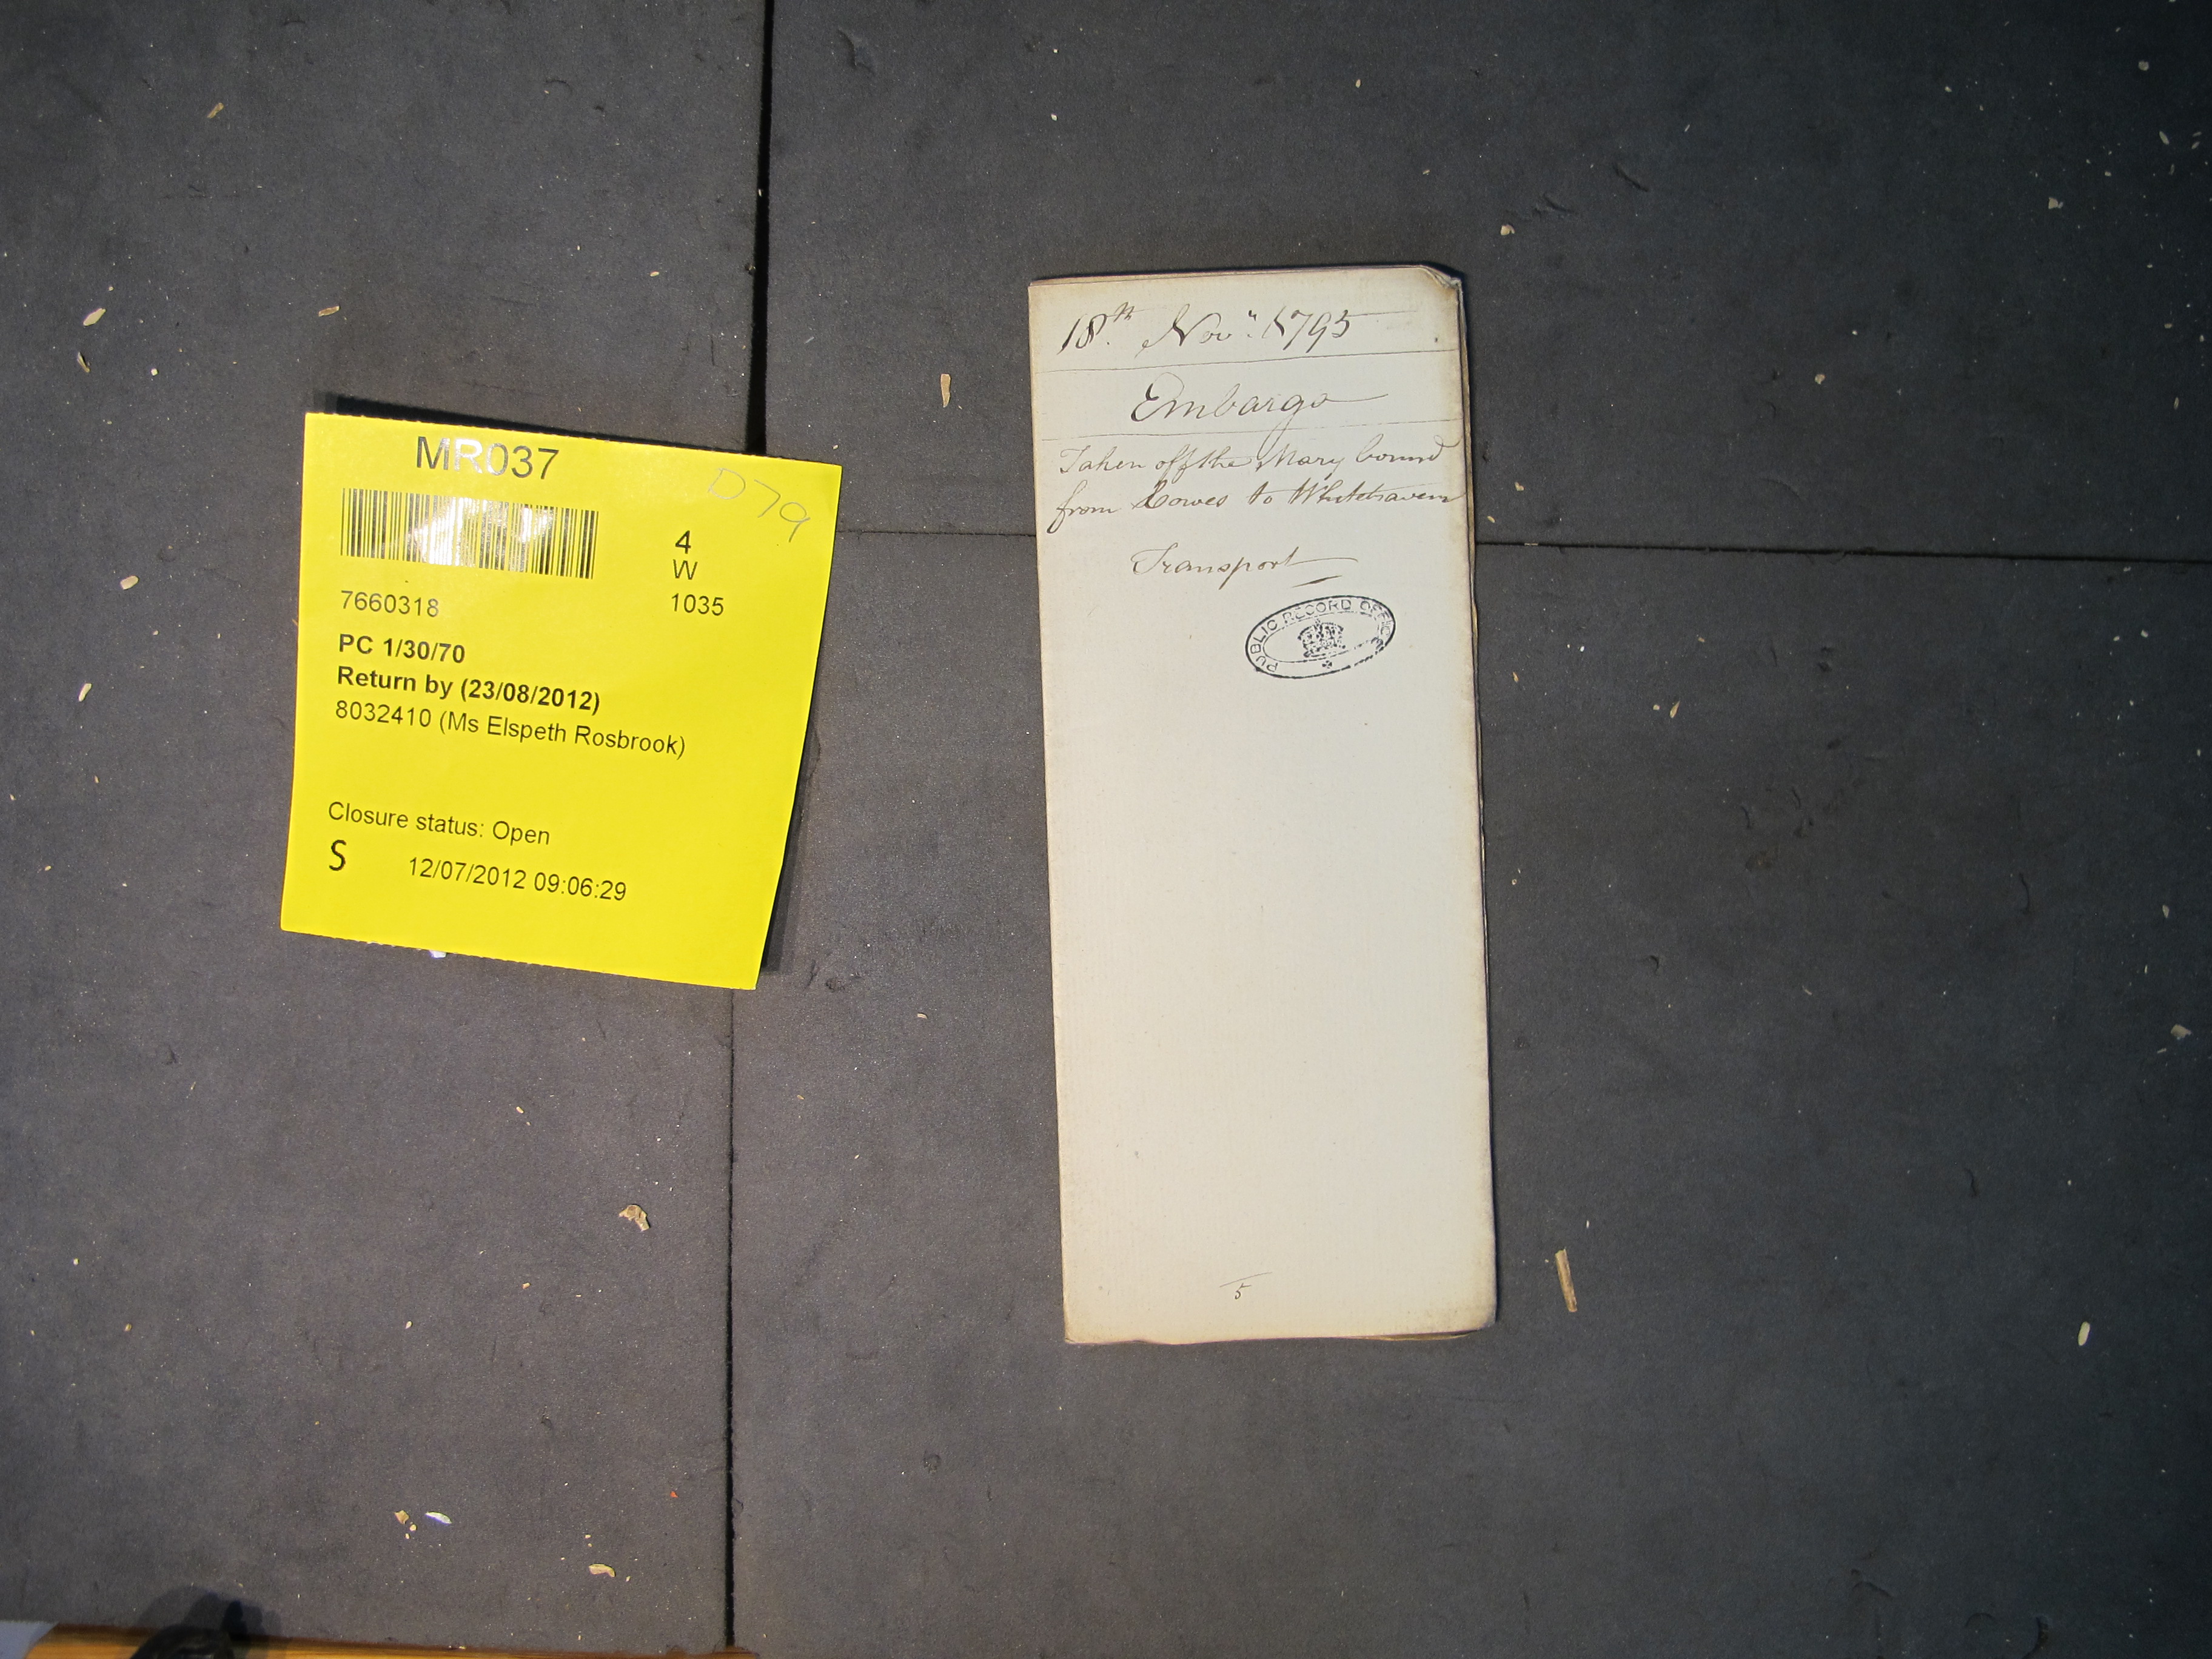 MR037
D79
4
W
7660318
1035
PC 1/30/70
Return by (23/08/2012)
8032410 (Ms Elspeth Rosbrook)
Closure status: Open
S 12/07/2012 09:06:29
18th. Novr. 1795
Embargo
Taken off the Mary bound
from Cowes to Whitehaven
Transport
PUBLIC RECORD OFFICE
5